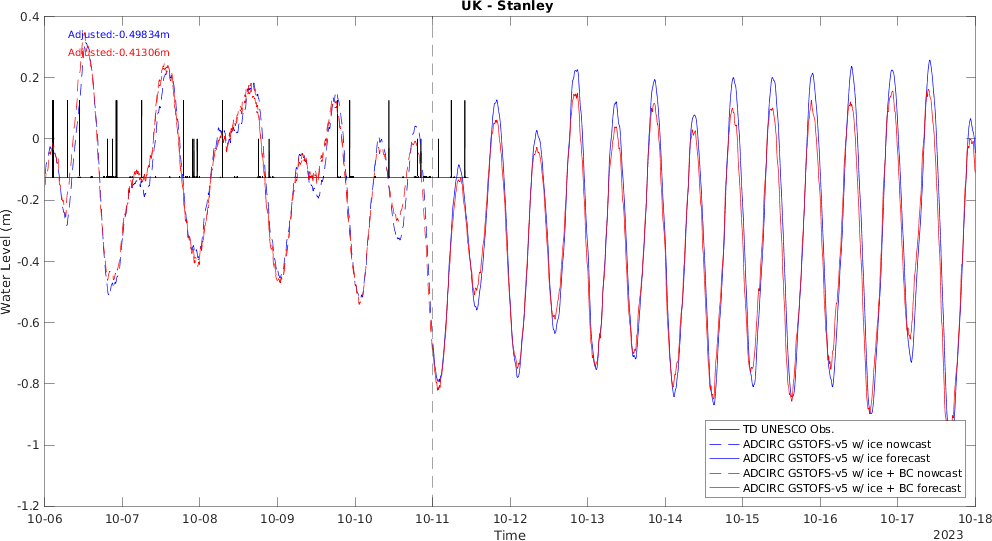 UK - Stanley
Adjusted:-0.49834m
Adjusted:-0.41306m
0.4
0.2
0
-0.2
-0.4
-0.6
-0.8
-1
-1.2
Water Level (m)
TD UNESCO Obs.
ADCIRC GSTOFS-v5 w/ ice nowcast
ADCIRC GSTOFS-v5 w/ ice forecast
ADCIRC GSTOFS-v5 w/ ice + BC nowcast
ADCIRC GSTOFS-v5 w/ ice + BC forecast
10-06 10-07 10-08 10-09 10-10 10-11 10-12 10-13 10-14 10-15 10-16 10-17 10-18
Time
2023